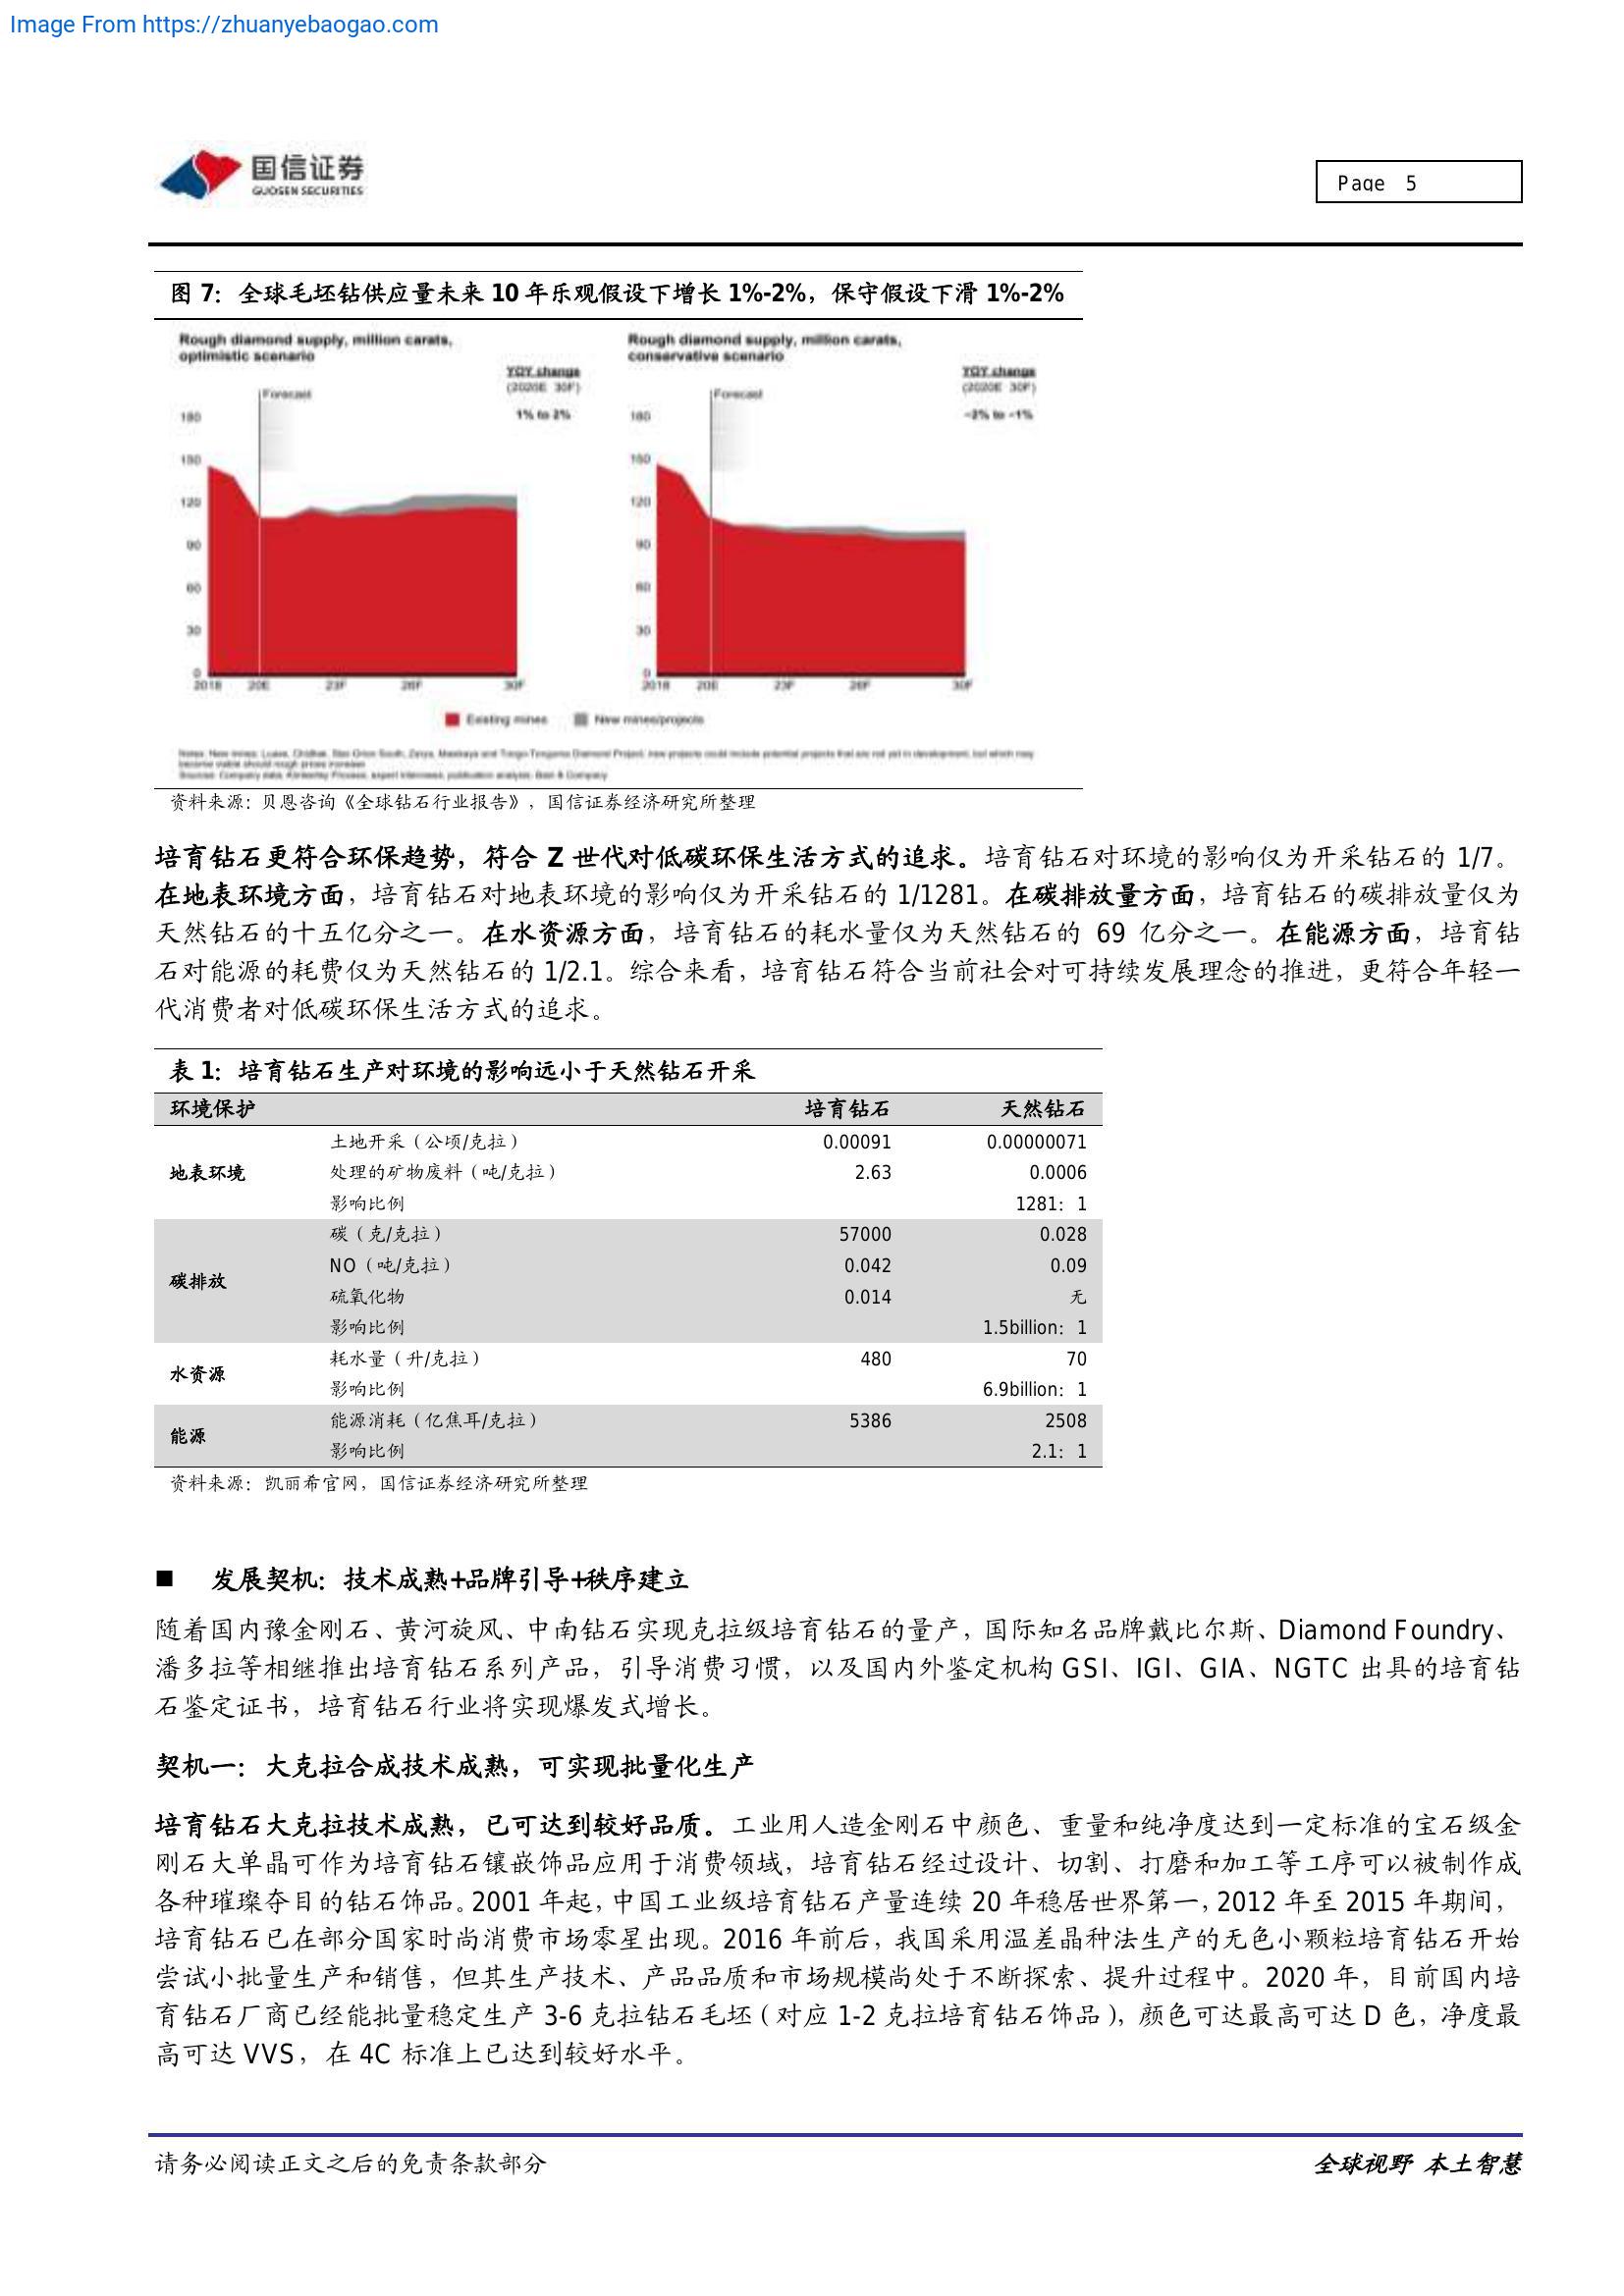 Image From https://zhuanyebaogao.com
国信证券
GUOSEN SECURITIES
Page 5
图 7：全球毛坯钻供应量未来 10 年乐观假设下增长 1%-2%，保守假设下滑 1%-2%
Rough diamond supply, million carats,
optimistic scenario
YOY change
(2020E 30F)
Forecast
1% to 2%
180
150
120
90
60
30
0
2018 20E 23F 26F 30F
Rough diamond supply, million carats,
conservative scenario
YOY change
(2020E 30F)
Forecast
-2% to -1%
180
150
120
90
60
30
0
2018 20E 23F 26F 30F
Existing mines New mines/projects
资料来源：贝恩咨询《全球钻石行业报告》，国信证券经济研究所整理
培育钻石更符合环保趋势，符合 Z 世代对低碳环保生活方式的追求。培育钻石对环境的影响仅为开采钻石的 1/7。
在地表环境方面，培育钻石对地表环境的影响仅为开采钻石的 1/1281。在碳排放量方面，培育钻石的碳排放量仅为
天然钻石的十五亿分之一。在水资源方面，培育钻石的耗水量仅为天然钻石的 69 亿分之一。在能源方面，培育钻
石对能源的耗费仅为天然钻石的 1/2.1。综合来看，培育钻石符合当前社会对可持续发展理念的推进，更符合年轻一
代消费者对低碳环保生活方式的追求。
表 1：培育钻石生产对环境的影响远小于天然钻石开采
环境保护 培育钻石 天然钻石
地表环境
土地开采（公顷/克拉） 0.00091 0.00000071
处理的矿物废料（吨/克拉） 2.63 0.0006
影响比例 1281：1
碳排放
碳（克/克拉） 57000 0.028
NO（吨/克拉） 0.042 0.09
硫氧化物 0.014 无
影响比例 1.5billion：1
水资源
耗水量（升/克拉） 480 70
影响比例 6.9billion：1
能源
能源消耗（亿焦耳/克拉） 5386 2508
影响比例 2.1：1
资料来源：凯丽希官网，国信证券经济研究所整理
■ 发展契机：技术成熟+品牌引导+秩序建立
随着国内豫金刚石、黄河旋风、中南钻石实现克拉级培育钻石的量产，国际知名品牌戴比尔斯、Diamond Foundry、
潘多拉等相继推出培育钻石系列产品，引导消费习惯，以及国内外鉴定机构 GSI、IGI、GIA、NGTC 出具的培育钻
石鉴定证书，培育钻石行业将实现爆发式增长。
契机一：大克拉合成技术成熟，可实现批量化生产
培育钻石大克拉技术成熟，已可达到较好品质。工业用人造金刚石中颜色、重量和纯净度达到一定标准的宝石级金
刚石大单晶可作为培育钻石镶嵌饰品应用于消费领域，培育钻石经过设计、切割、打磨和加工等工序可以被制作成
各种璀璨夺目的钻石饰品。2001 年起，中国工业级培育钻石产量连续 20 年稳居世界第一，2012 年至 2015 年期间，
培育钻石已在部分国家时尚消费市场零星出现。2016 年前后，我国采用温差晶种法生产的无色小颗粒培育钻石开始
尝试小批量生产和销售，但其生产技术、产品品质和市场规模尚处于不断探索、提升过程中。2020 年，目前国内培
育钻石厂商已经能批量稳定生产 3-6 克拉钻石毛坯（对应 1-2 克拉培育钻石饰品），颜色可达最高可达 D 色，净度最
高可达 VVS，在 4C 标准上已达到较好水平。
请务必阅读正文之后的免责条款部分
全球视野 本土智慧